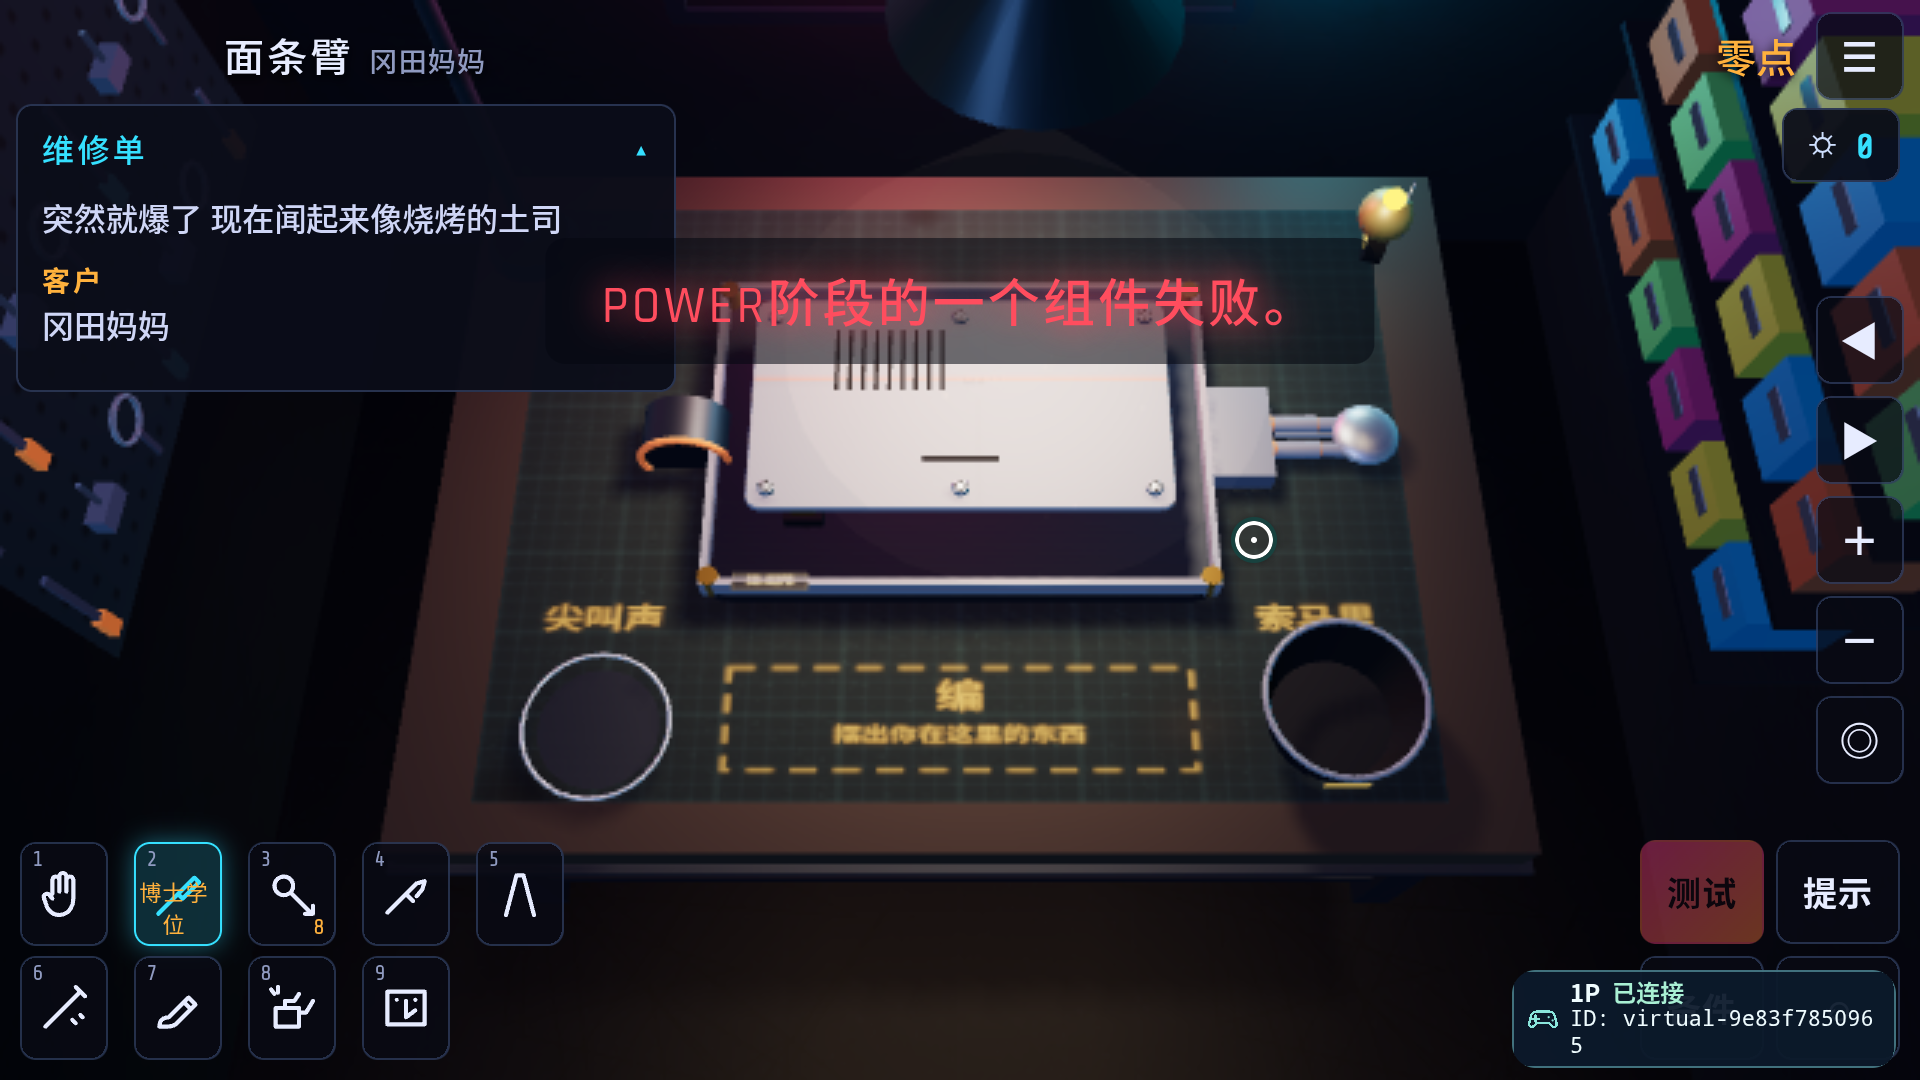 面条臂 冈田妈妈
零点
维修单
0
突然就爆了 现在闻起来像烧烤的土司
客户
冈田妈妈
POWER阶段的一个组件失败。
尖叫声
索马里
编
摆出你在这里的东西
1
2
3
4
5
博士学位
8
测试
提示
6
7
8
9
1P 已连接
ID: virtual-9e83f785096
5